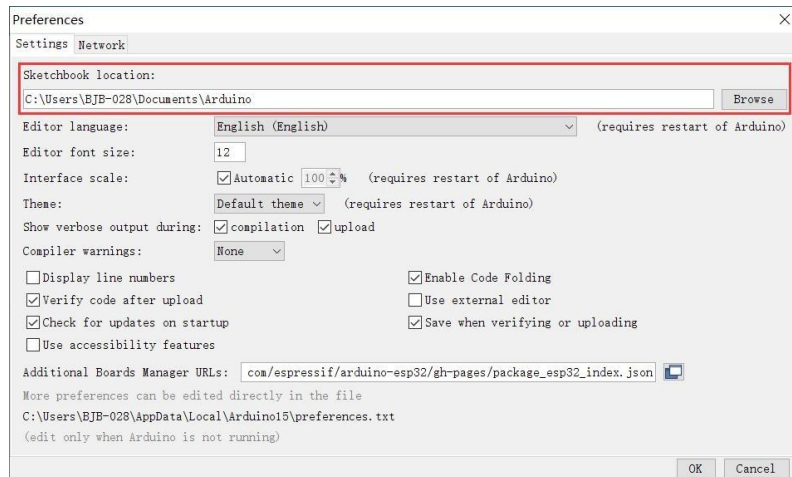 Preferences
Settings Network
Sketchbook location:
C:\Users\BJB-028\Documents\Arduino Browse
Editor language: English (English) (requires restart of Arduino)
Editor font size: 12
Interface scale: Automatic 100 % (requires restart of Arduino)
Theme: Default theme (requires restart of Arduino)
Show verbose output during: compilation upload
Compiler warnings: None
Display line numbers Enable Code Folding
Verify code after upload Use external editor
Check for updates on startup Save when verifying or uploading
Use accessibility features
Additional Boards Manager URLs: com/espressif/arduino-esp32/gh-pages/package_esp32_index.json
More preferences can be edited directly in the file
C:\Users\BJB-028\AppData\Local\Arduino15\preferences.txt
(edit only when Arduino is not running)
OK Cancel